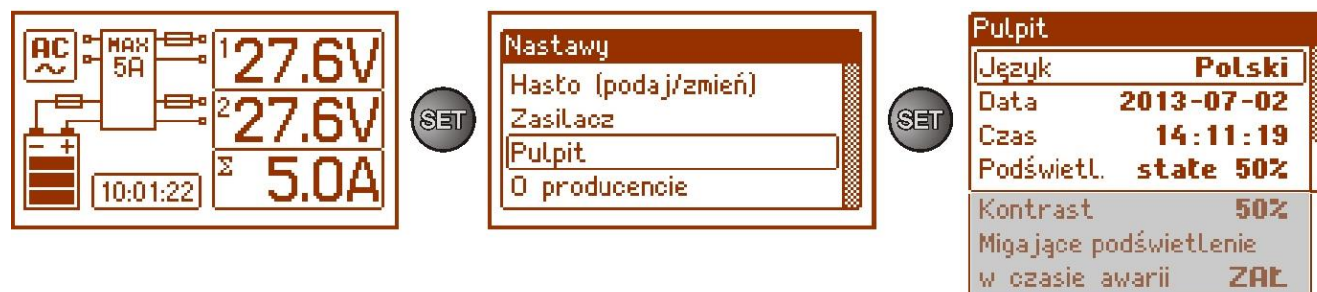 AC
MAX
5A
1 27.6V
2 27.6V
Σ 5.0A
- +
10:01:22
SET
Nastawy
Hasło (podaj/zmień)
Zasilacz
Pulpit
O producencie
SET
Pulpit
Język Polski
Data 2013-07-02
Czas 14:11:19
Podświetl. stałe 50%
Kontrast 50%
Migające podświetlenie
w czasie awarii ZAŁ